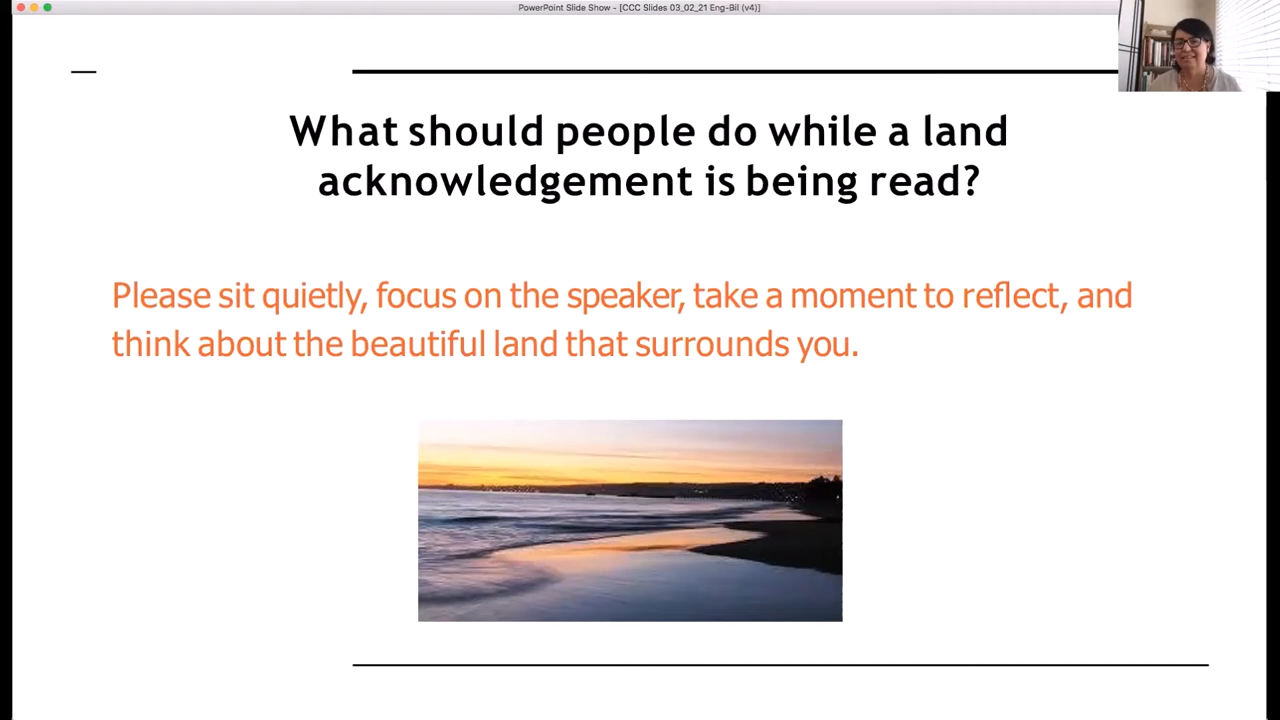 PowerPoint Slide Show - [CCC Slides 03_02_21 Eng-Bil (v4)]
What should people do while a land
acknowledgement is being read?
Please sit quietly, focus on the speaker, take a moment to reflect, and
think about the beautiful land that surrounds you.